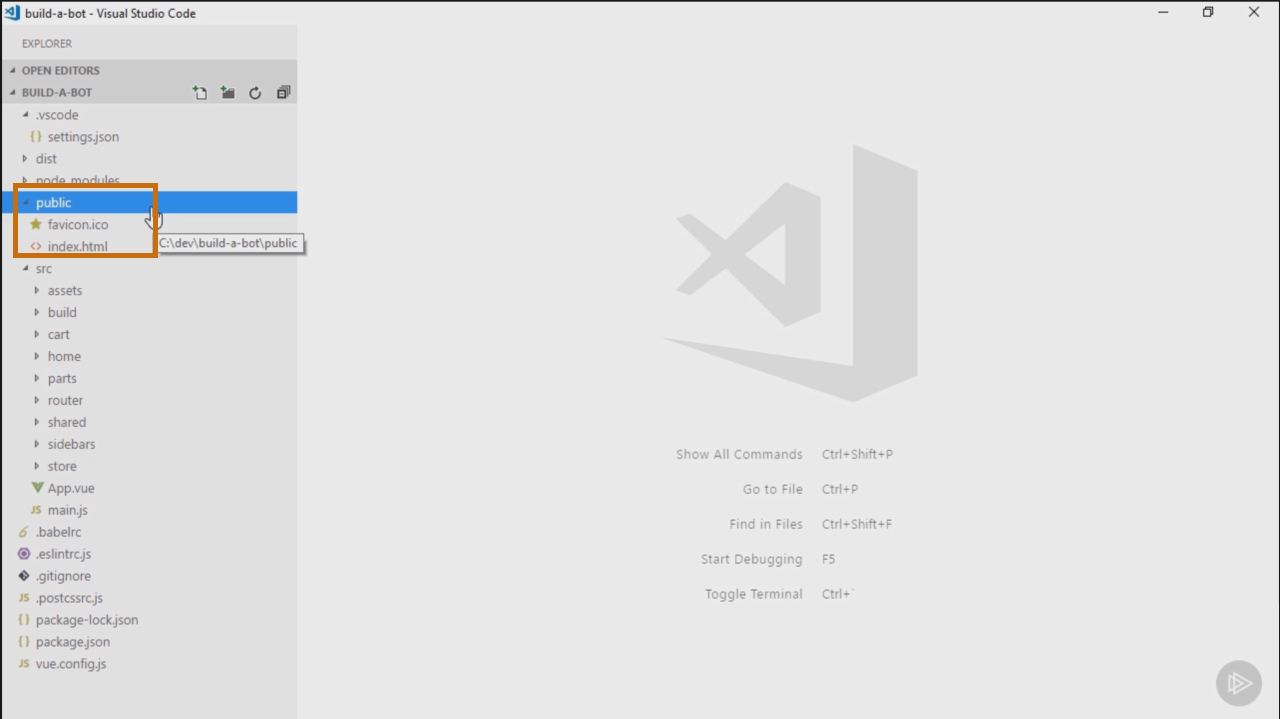 build-a-bot - Visual Studio Code
EXPLORER
OPEN EDITORS
BUILD-A-BOT
.vscode
{} settings.json
dist
node_modules
public
favicon.ico
<> index.html
C:\dev\build-a-bot\public
src
assets
build
cart
home
parts
router
shared
sidebars
store
App.vue
JS main.js
.babelrc
.eslintrc.js
.gitignore
JS .postcssrc.js
{} package-lock.json
{} package.json
JS vue.config.js
Show All Commands Ctrl+Shift+P
Go to File Ctrl+P
Find in Files Ctrl+Shift+F
Start Debugging F5
Toggle Terminal Ctrl+`